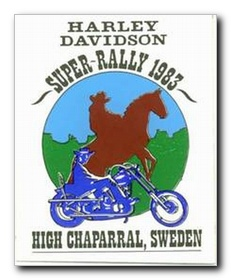 HARLEY
DAVIDSON
SUPER-RALLY 1983
HIGH CHAPARRAL, SWEDEN